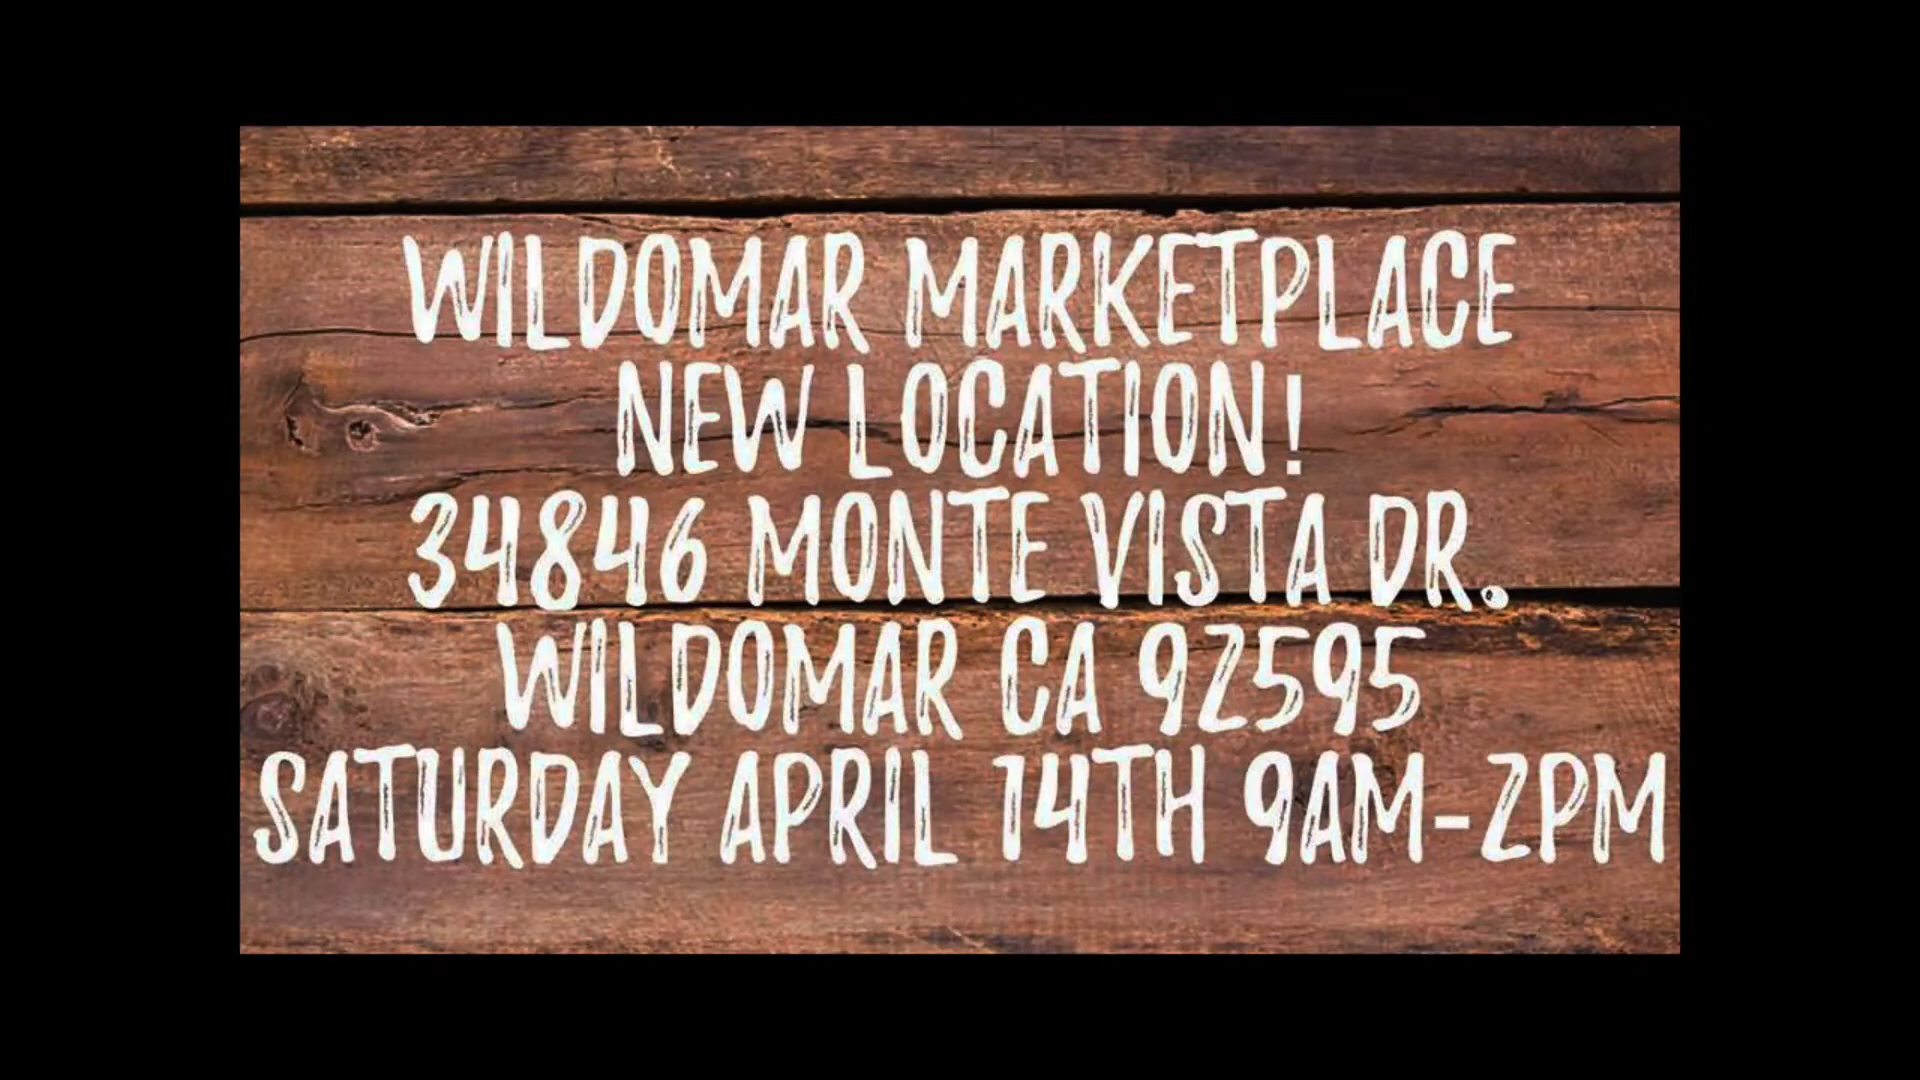 WILDOMAR MARKETPLACE
NEW LOCATION!
34846 MONTE VISTA DR.
WILDOMAR CA 92595
SATURDAY APRIL 14TH 9AM-2PM